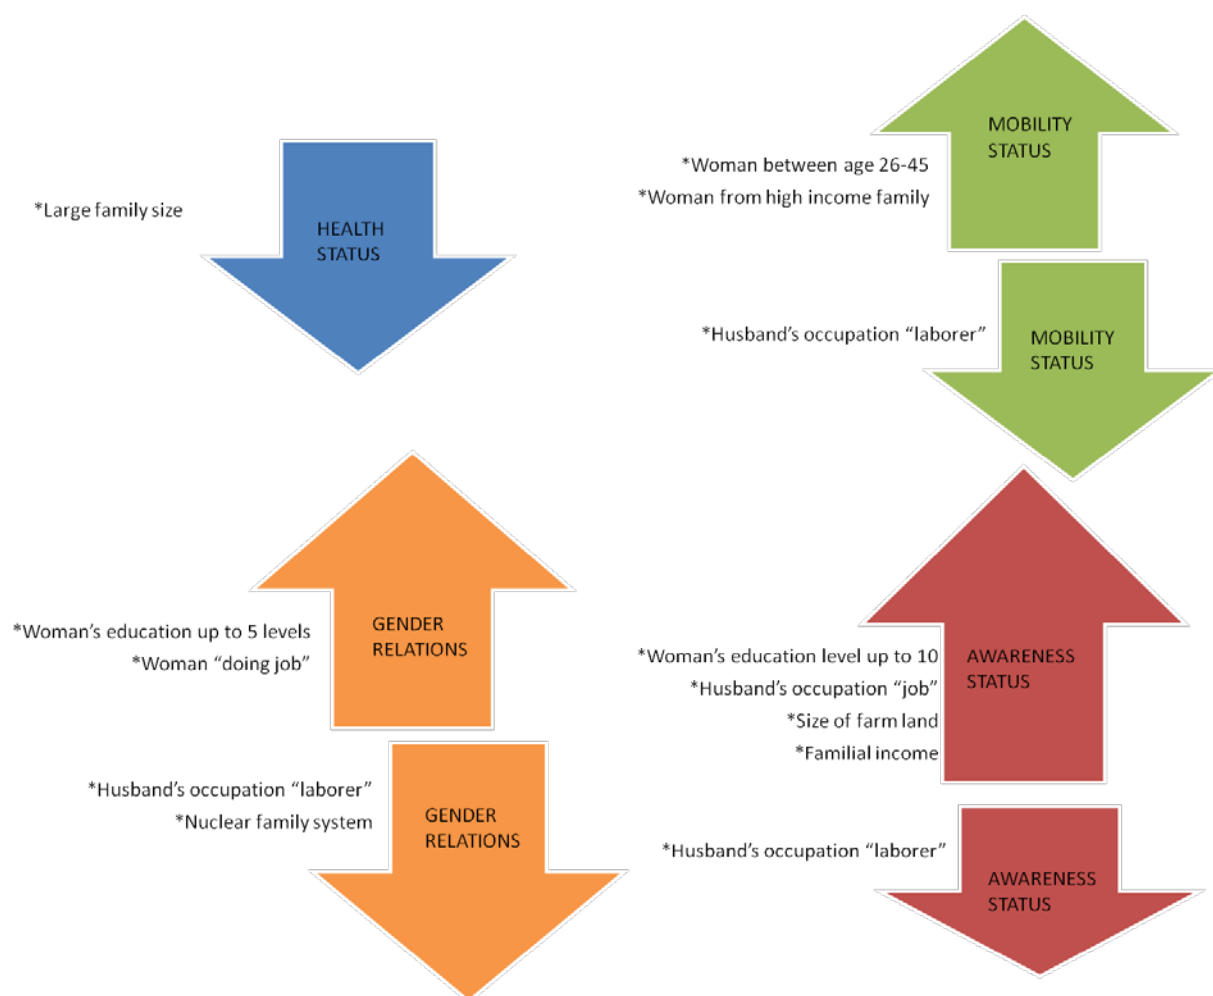 *Large family size
HEALTH
STATUS
*Woman between age 26-45
*Woman from high income family
MOBILITY
STATUS
*Husband’s occupation “laborer”
MOBILITY
STATUS
*Woman’s education up to 5 levels
*Woman “doing job”
GENDER
RELATIONS
*Husband’s occupation “laborer”
*Nuclear family system
GENDER
RELATIONS
*Woman’s education level up to 10
*Husband’s occupation “job”
*Size of farm land
*Familial income
AWARENESS
STATUS
*Husband’s occupation “laborer”
AWARENESS
STATUS